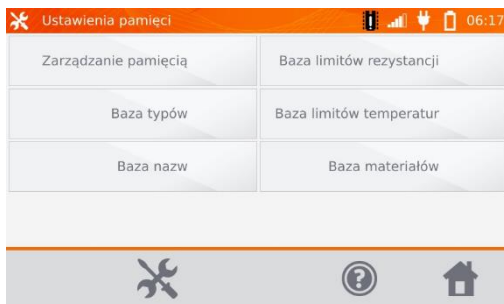 Ustawienia pamięci 06:17
Zarządzanie pamięcią
Baza limitów rezystancji
Baza typów
Baza limitów temperatur
Baza nazw
Baza materiałów